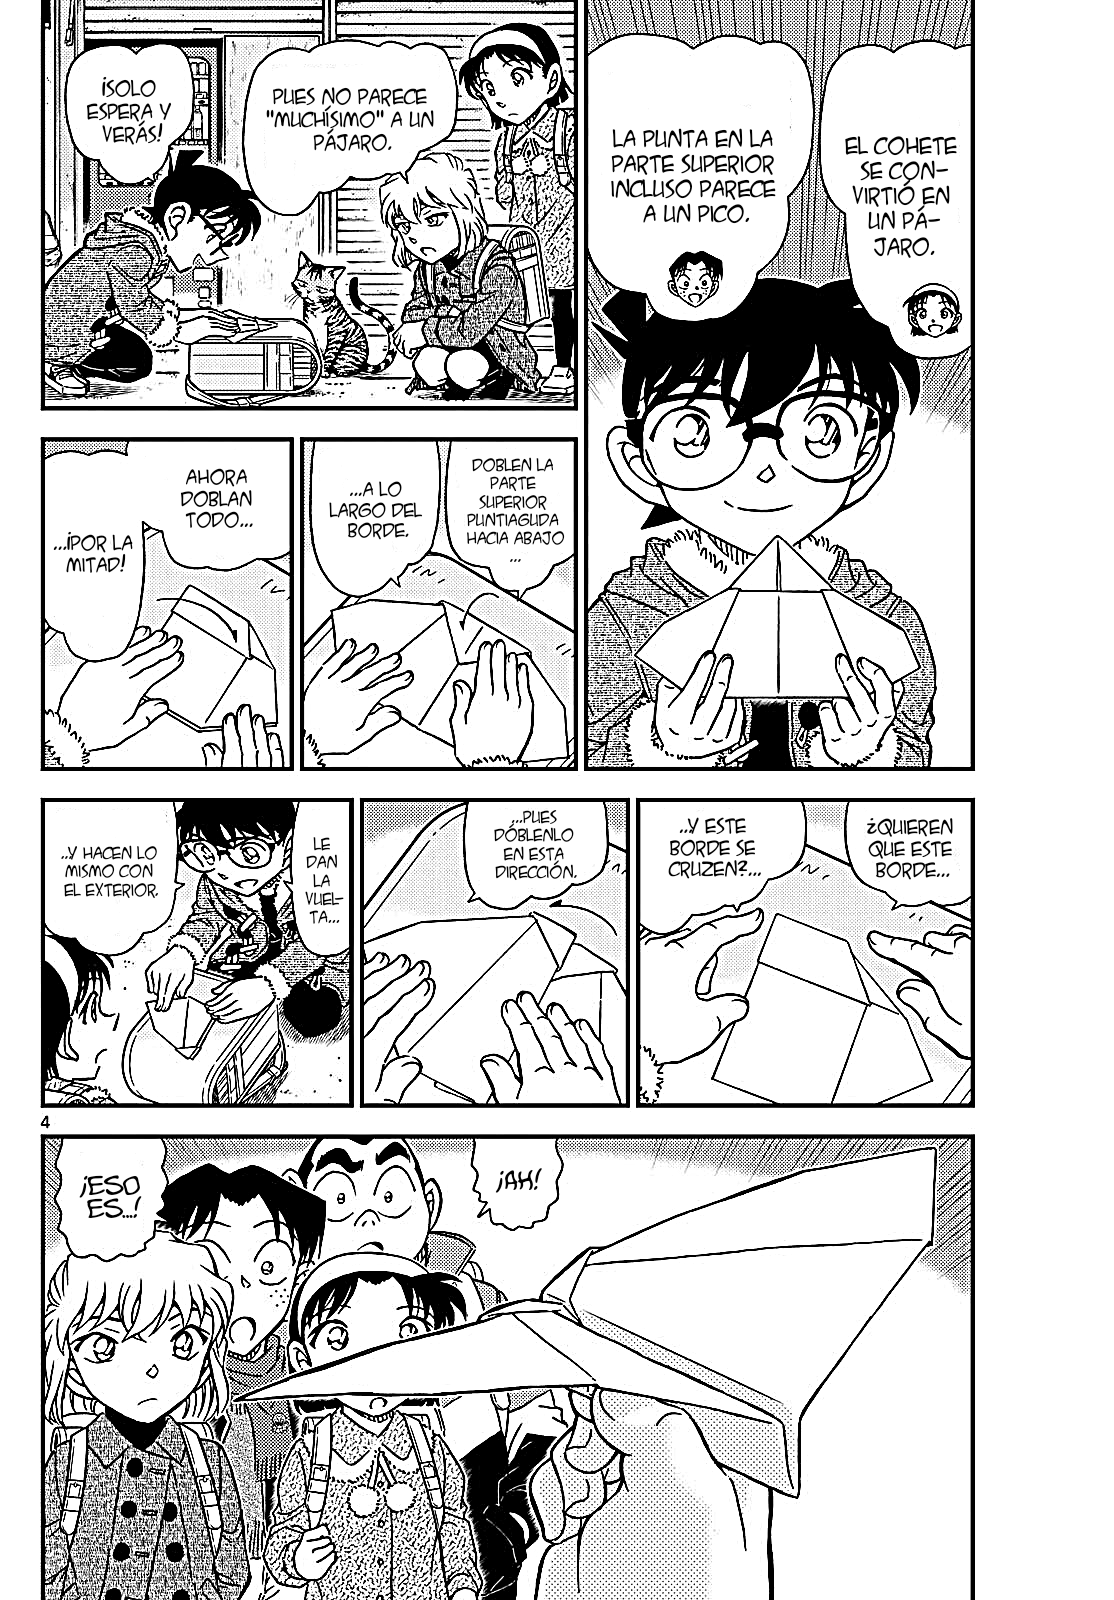 EL COHETE
SE CON-
VIRTIÓ EN
UN PÁ-
JARO.
LA PUNTA EN LA
PARTE SUPERIOR
INCLUSO PARECE
A UN PICO.
PUES NO PARECE
"MUCHÍSIMO" A UN
PÁJARO.
¡SOLO
ESPERA Y
VERÁS!
DOBLEN LA
PARTE
SUPERIOR
PUNTIAGUDA
HACIA ABAJO
...
...A LO
LARGO DEL
BORDE.
AHORA
DOBLAN
TODO...
...¡POR LA
MITAD!
¿QUIEREN
QUE ESTE
BORDE...
...Y ESTE
BORDE SE
CRUZEN?...
...PUES
DÓBLENLO
EN ESTA
DIRECCIÓN.
LE
DAN
LA
VUEL-
TA...
...Y HACEN LO
MISMO CON
EL EXTERIOR.
4
¡AH!
¡ESO
ES...!